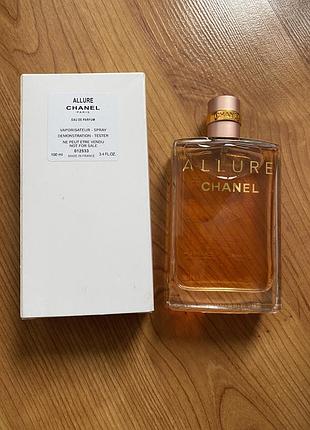 ALLURE
CHANEL
PARIS
EAU DE PARFUM
VAPORISATEUR - SPRAY
DEMONSTRATION - TESTER
NE PEUT ETRE VENDU
NOT FOR SALE
012533
100 ml 3.4 FL.OZ.
MADE IN FRANCE
ALLURE
CHANEL